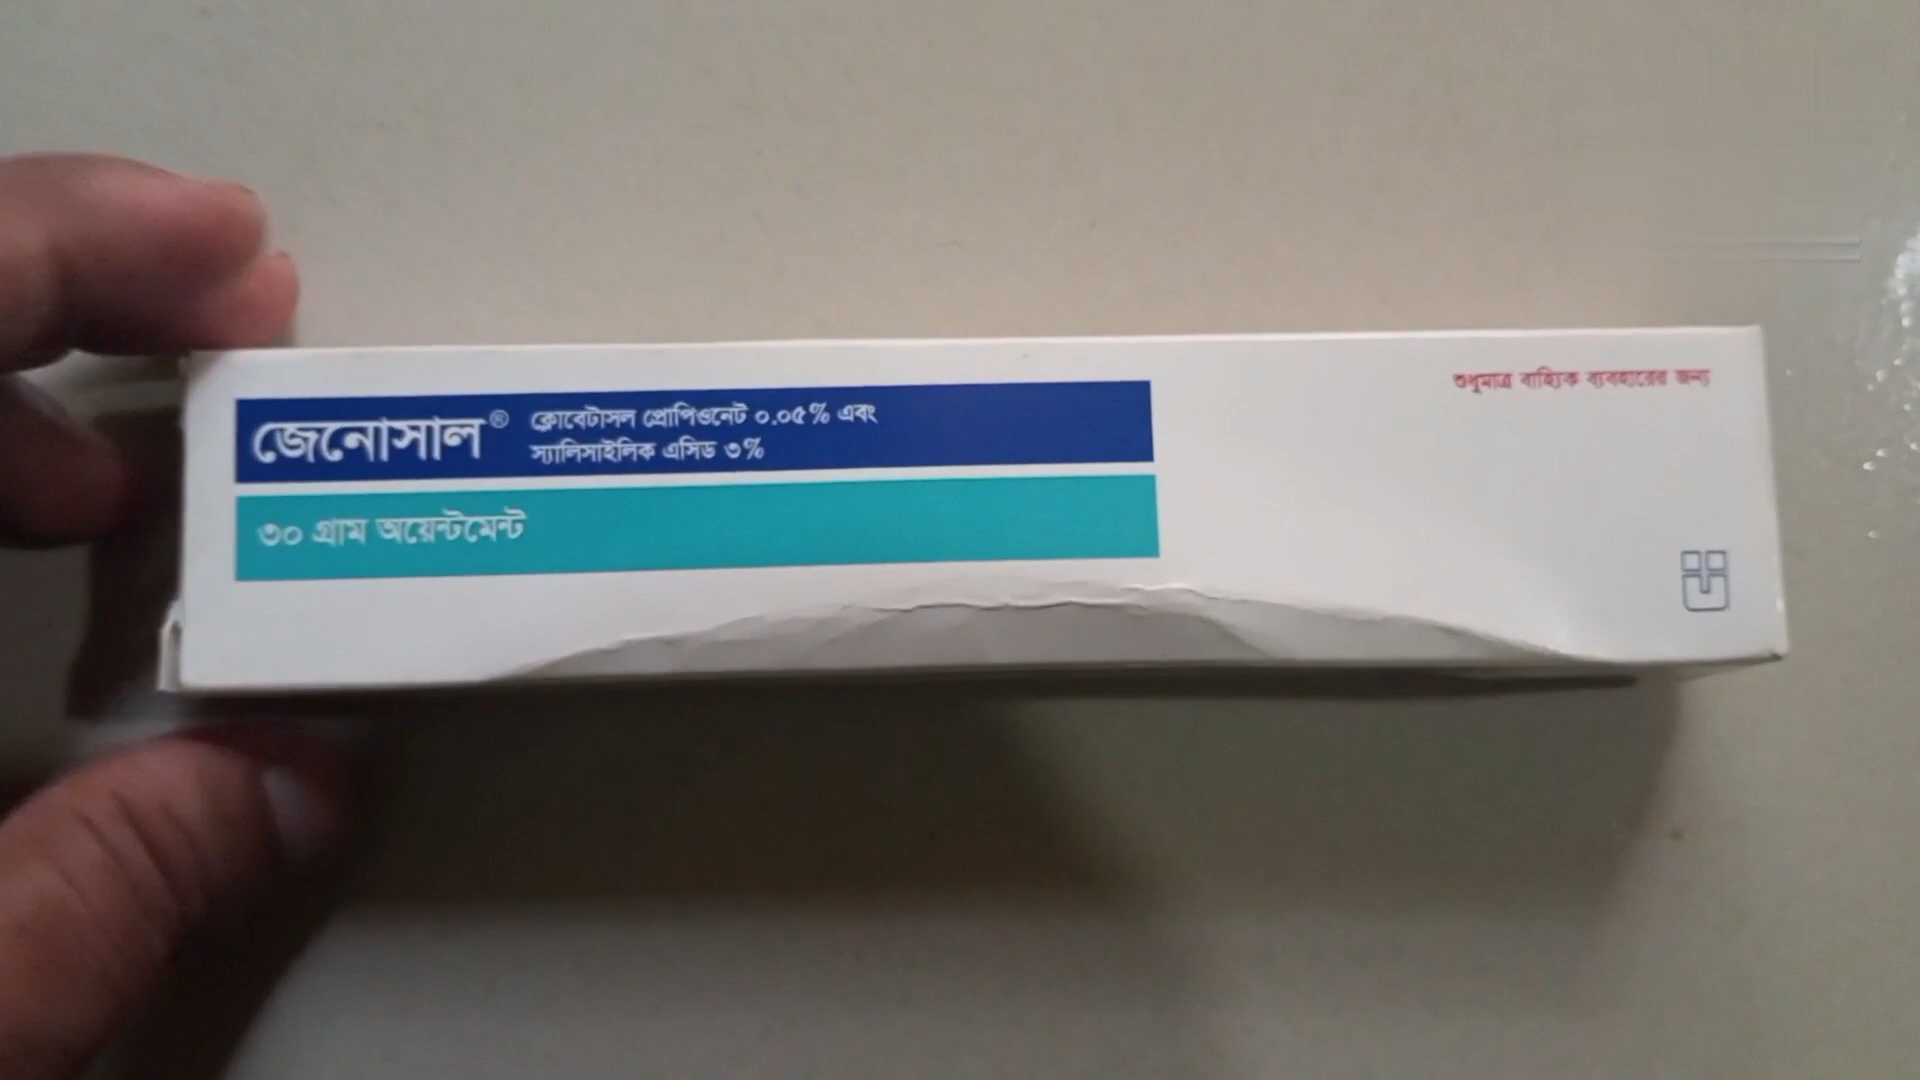 জেনোসাল®
ক্লোবেটাসল প্রোপিওনেট ০.০৫% এবং
স্যালিসাইলিক এসিড ৩%
৩০ গ্রাম অয়েন্টমেন্ট
শুধুমাত্র বাহ্যিক ব্যবহারের জন্য